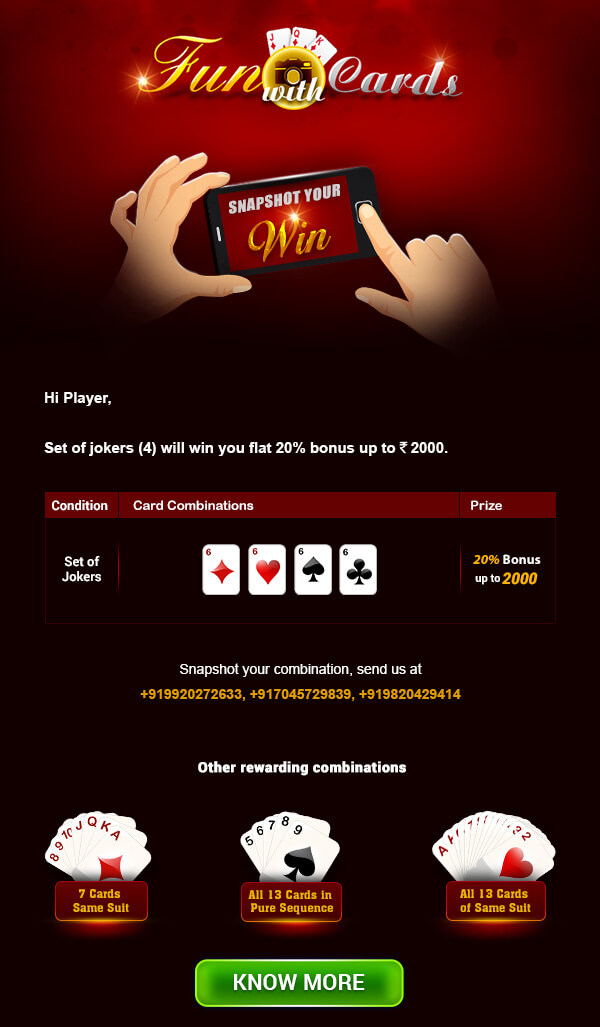 J Q K
Fun with Cards
SNAPSHOT YOUR
Win
Hi Player,
Set of jokers (4) will win you flat 20% bonus up to ₹ 2000.
Condition Card Combinations Prize
Set of
Jokers
6 6 6 6
20% Bonus
up to 2000
Snapshot your combination, send us at
+919920272633, +917045729839, +919820429414
Other rewarding combinations
8 9 10 J Q K A
5 6 7 8 9
A K 3 2
7 Cards
Same Suit
All 13 Cards in
Pure Sequence
All 13 Cards
of Same Suit
KNOW MORE